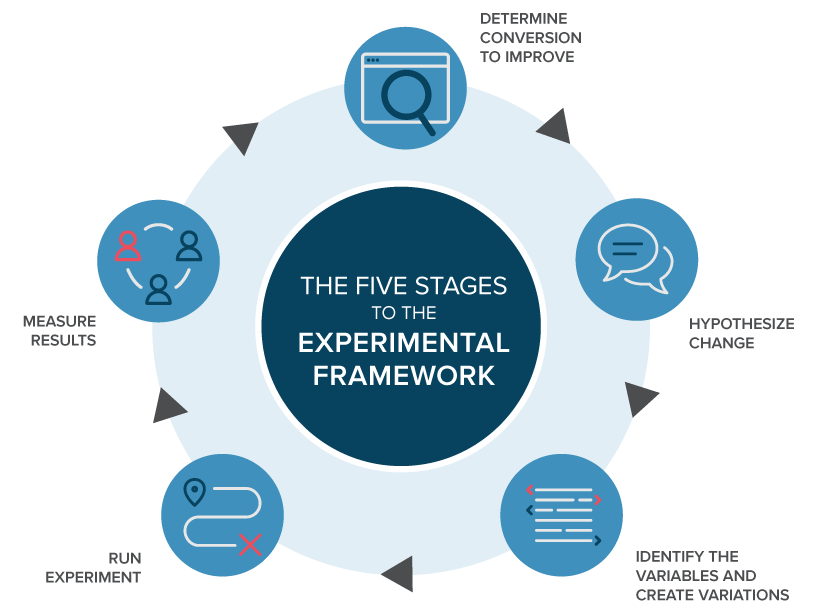 DETERMINE
CONVERSION
TO IMPROVE
THE FIVE STAGES
TO THE
EXPERIMENTAL
FRAMEWORK
HYPOTHESIZE
CHANGE
IDENTIFY THE
VARIABLES AND
CREATE VARIATIONS
RUN
EXPERIMENT
MEASURE
RESULTS